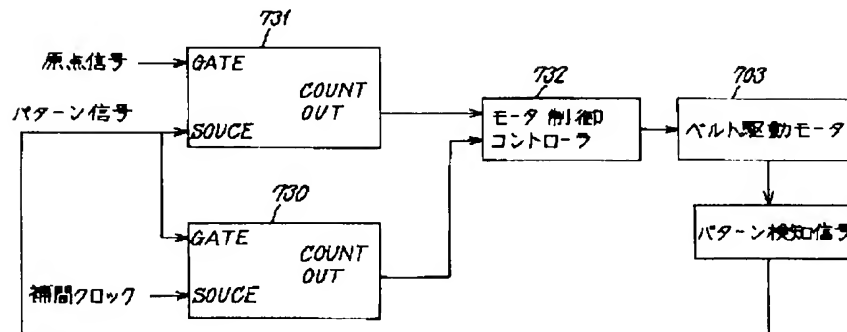 731
原点信号
GATE
COUNT
OUT
パターン信号
SOUCE
732
モータ制御
コントローラ
703
ベルト駆動モータ
730
GATE
COUNT
OUT
補間クロック
SOUCE
パターン検知信号